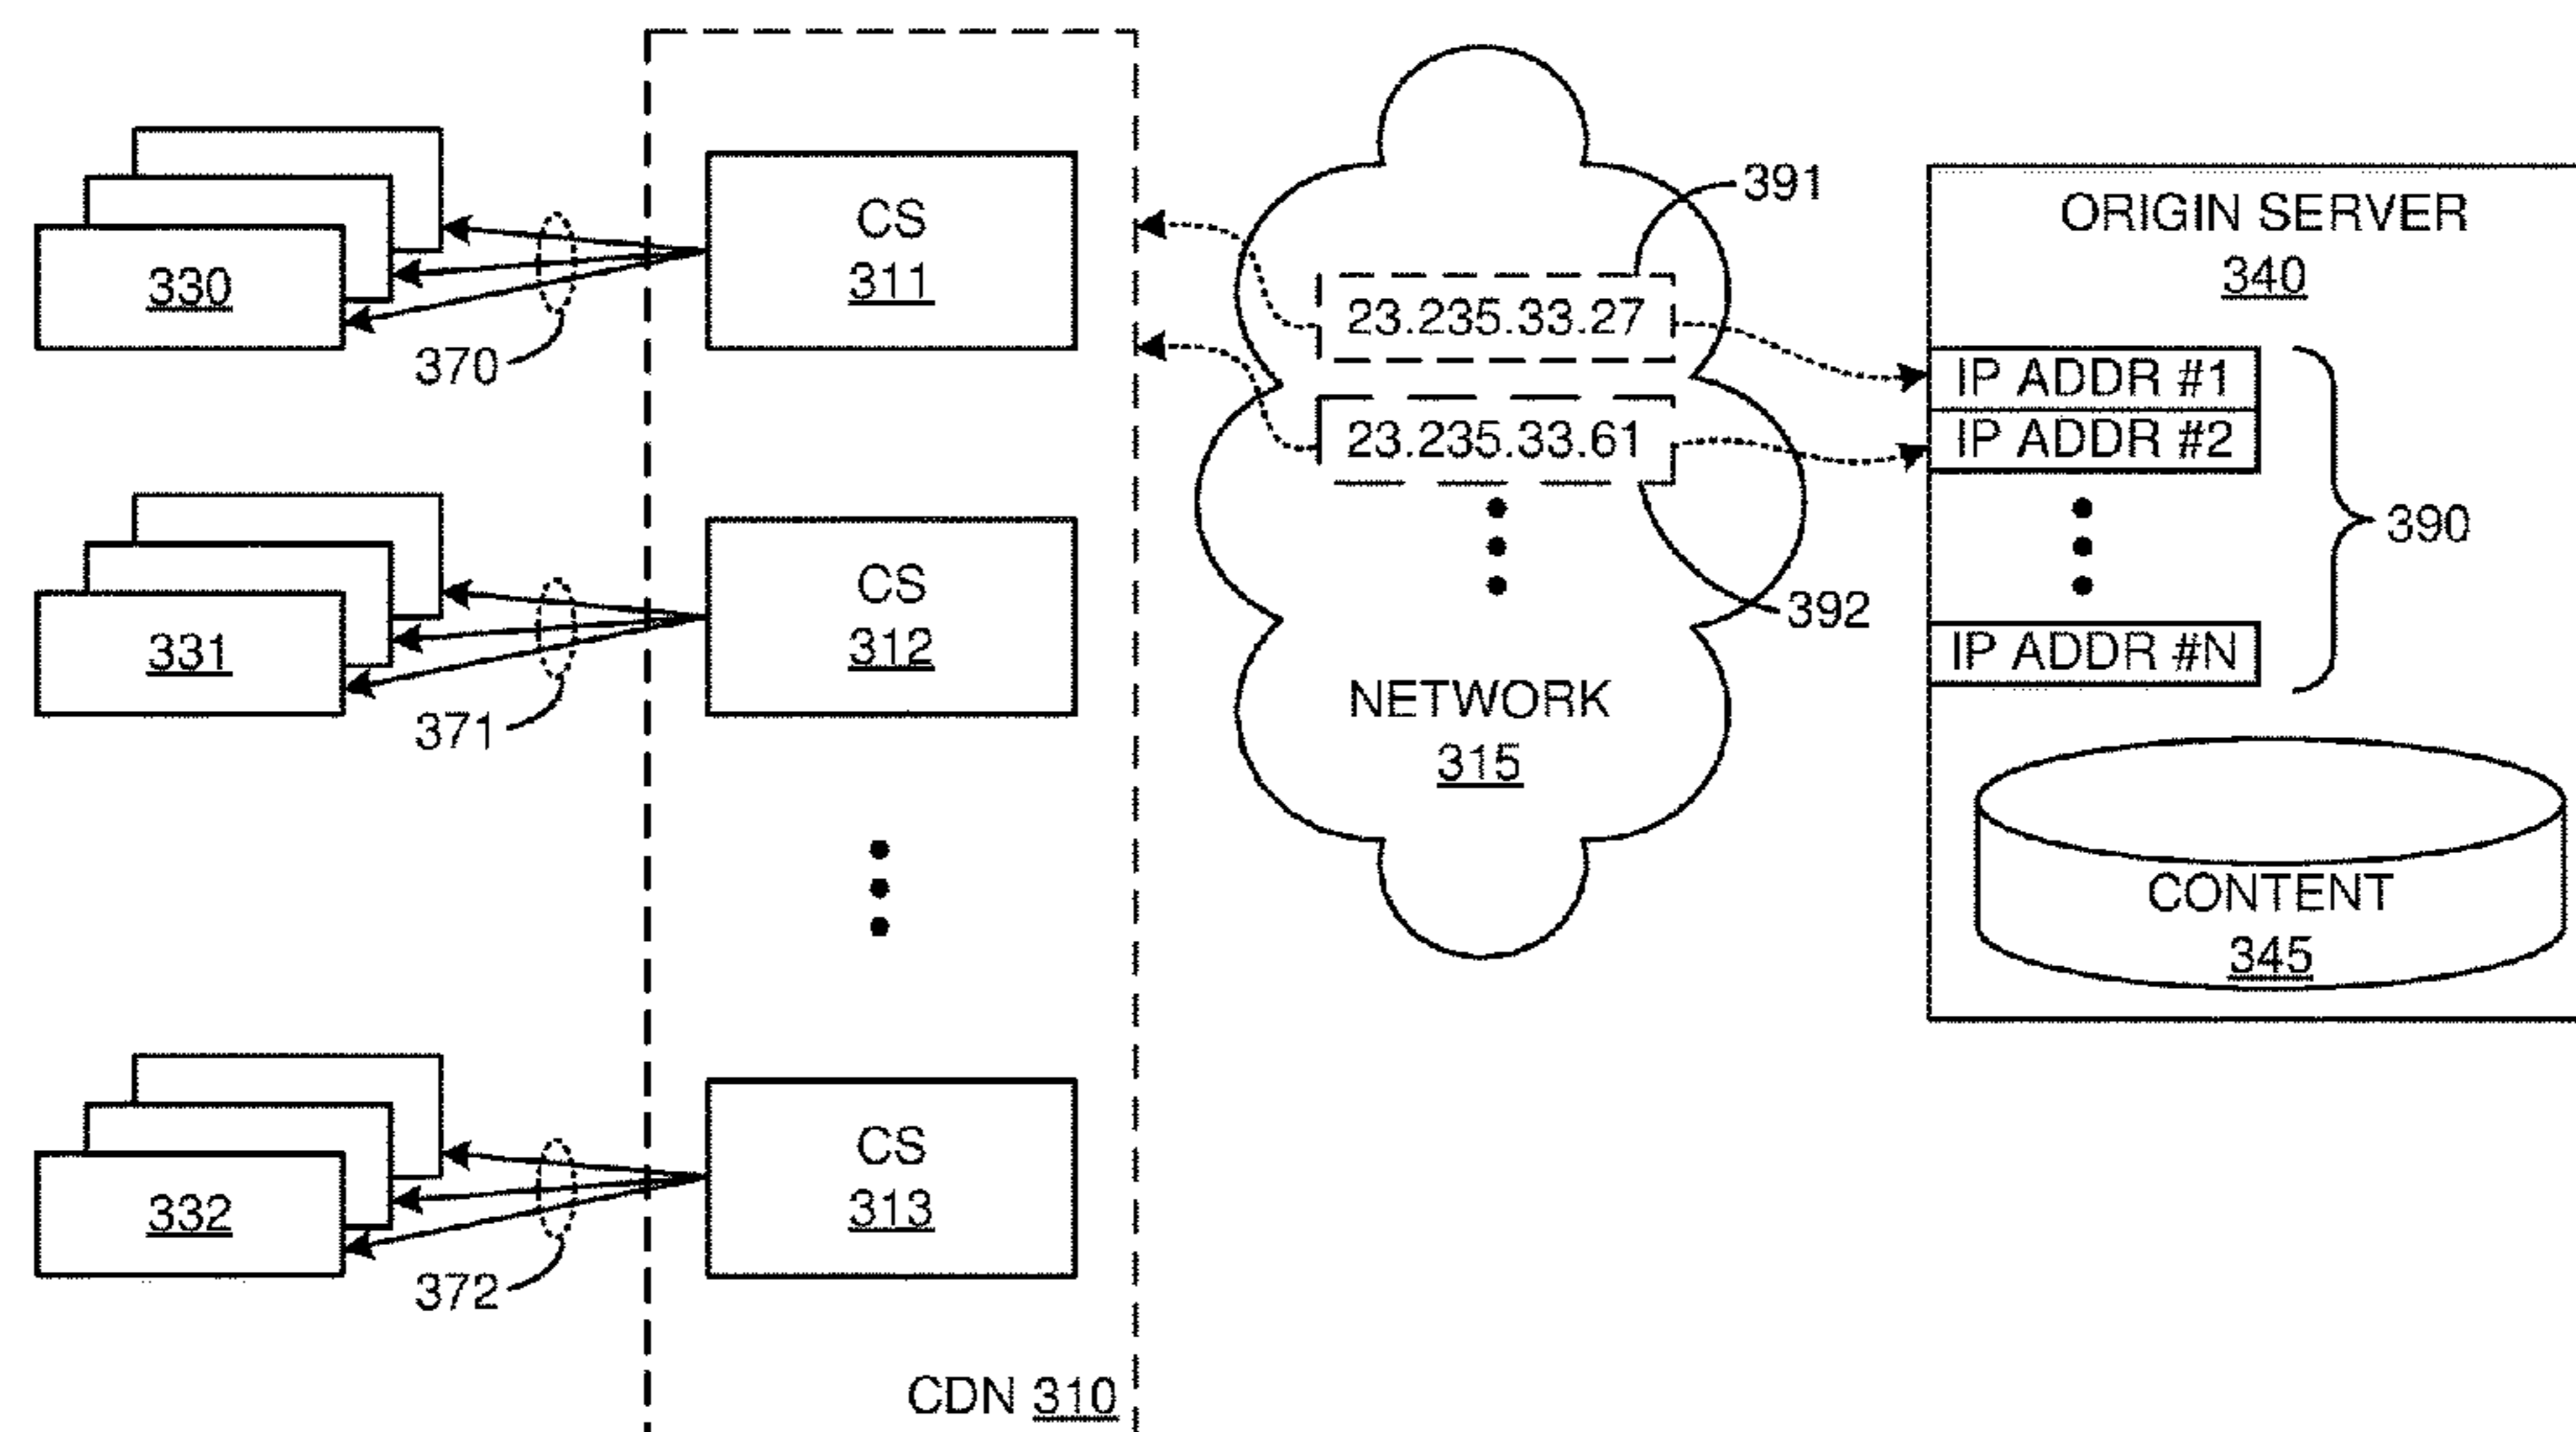 330
370
331
371
332
372
CS
311
CS
312
CS
313
CDN 310
391
23.235.33.27
23.235.33.61
392
NETWORK
315
ORIGIN SERVER
340
IP ADDR #1
IP ADDR #2
IP ADDR #N
390
CONTENT
345